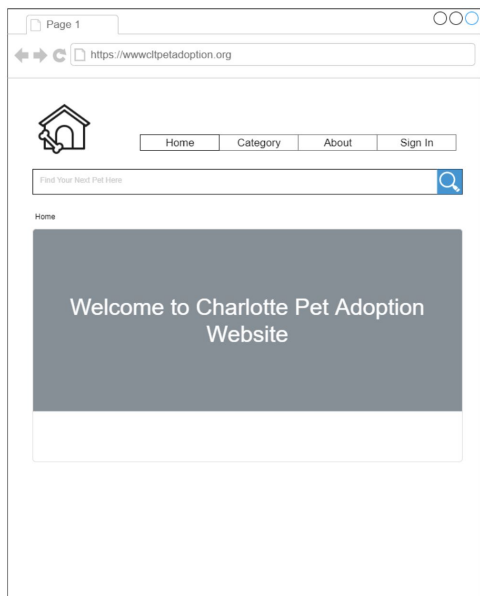 Page 1
https://wwwcltpetadoption.org
Home Category About Sign In
Find Your Next Pet Here
Home
Welcome to Charlotte Pet Adoption
Website